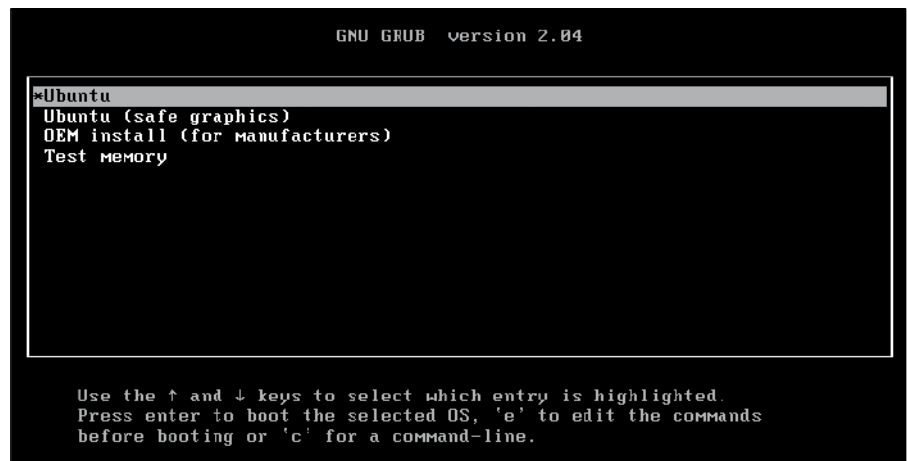 GNU GRUB  version 2.04
*Ubuntu
Ubuntu (safe graphics)
OEM install (for manufacturers)
Test memory
Use the ↑ and ↓ keys to select which entry is highlighted.
Press enter to boot the selected OS, `e' to edit the commands
before booting or `c' for a command-line.